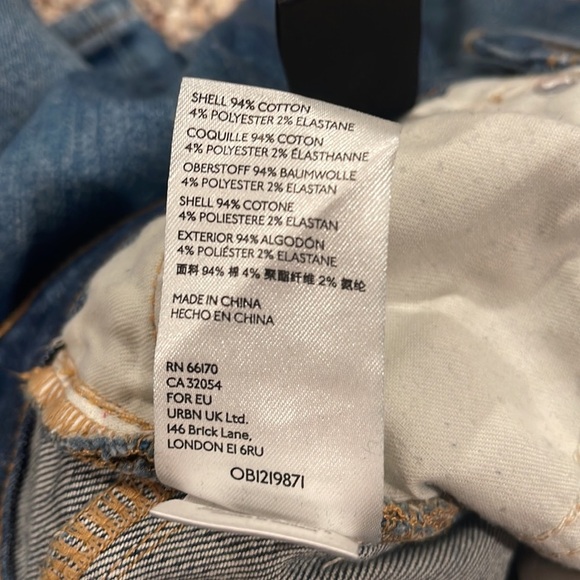 SHELL 94% COTTON
4% POLYESTER 2% ELASTANE
COQUILLE 94% COTON
4% POLYESTER 2% ÉLASTHANNE
OBERSTOFF 94% BAUMWOLLE
4% POLYESTER 2% ELASTAN
SHELL 94% COTONE
4% POLIESTERE 2% ELASTAN
EXTERIOR 94% ALGODÓN
4% POLIÉSTER 2% ELASTANE
面料 94% 棉 4% 聚酯纤维 2% 氨纶
MADE IN CHINA
HECHO EN CHINA
RN 66170
CA 32054
FOR EU
URBN UK Ltd.
146 Brick Lane,
LONDON E1 6RU
OB1219871